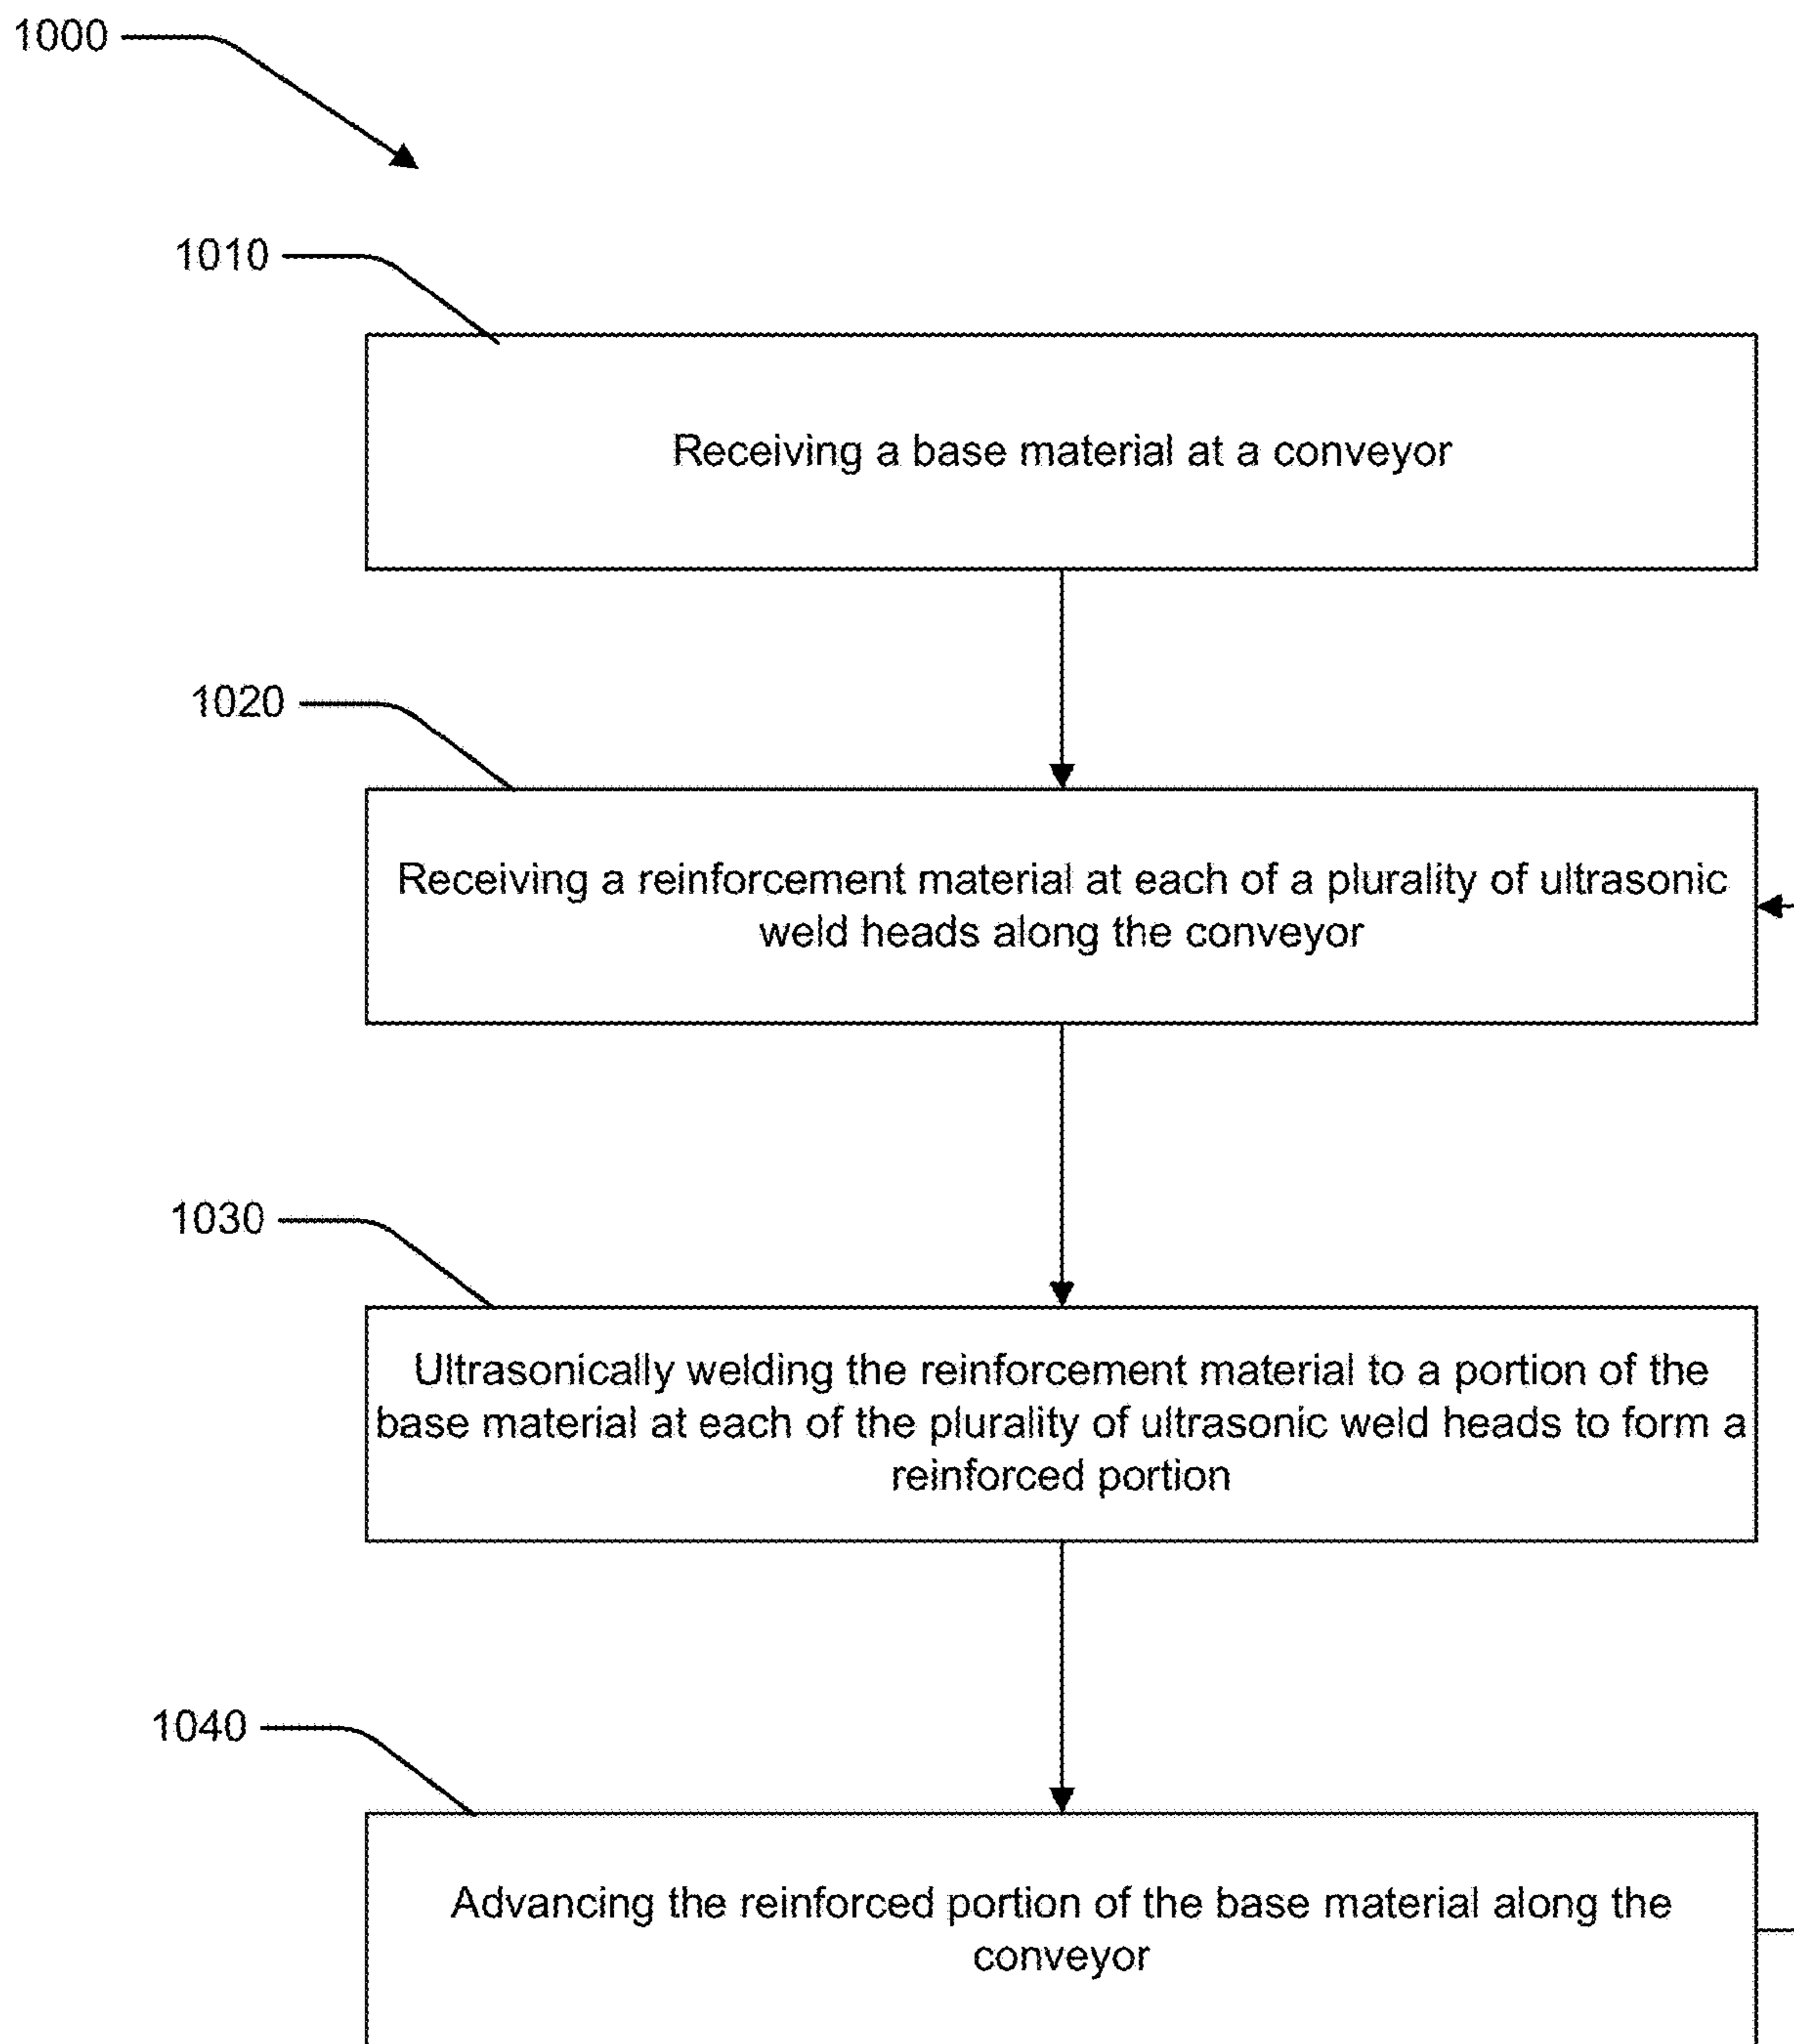 1000
1010
Receiving a base material at a conveyor
1020
Receiving a reinforcement material at each of a plurality of ultrasonic
weld heads along the conveyor
1030
Ultrasonically welding the reinforcement material to a portion of the
base material at each of the plurality of ultrasonic weld heads to form a
reinforced portion
1040
Advancing the reinforced portion of the base material along the
conveyor